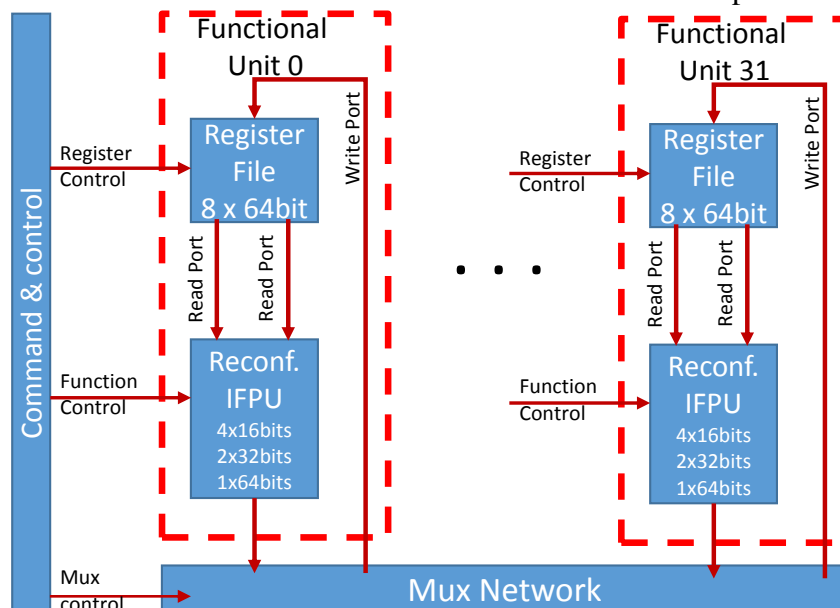 Functional
Unit 0
Register
File
8 x 64bit
Write Port
Register
Control
Read Port
Read Port
Reconf.
IFPU
4x16bits
2x32bits
1x64bits
Function
Control
Command & control
Mux
control
Mux Network
. . .
Functional
Unit 31
Register
File
8 x 64bit
Write Port
Register
Control
Read Port
Read Port
Reconf.
IFPU
4x16bits
2x32bits
1x64bits
Function
Control